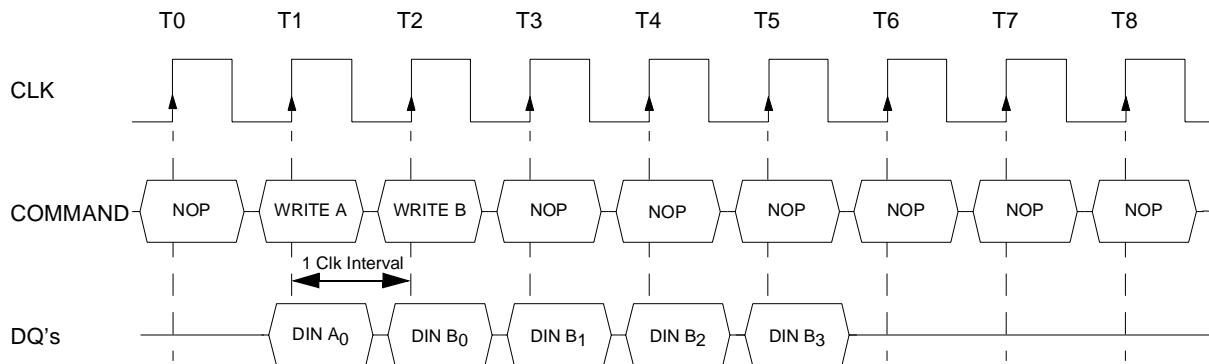 T0 T1 T2 T3 T4 T5 T6 T7 T8
CLK
COMMAND NOP WRITE A WRITE B NOP NOP NOP NOP NOP NOP
1 Clk Interval
DQ's DIN A0 DIN B0 DIN B1 DIN B2 DIN B3